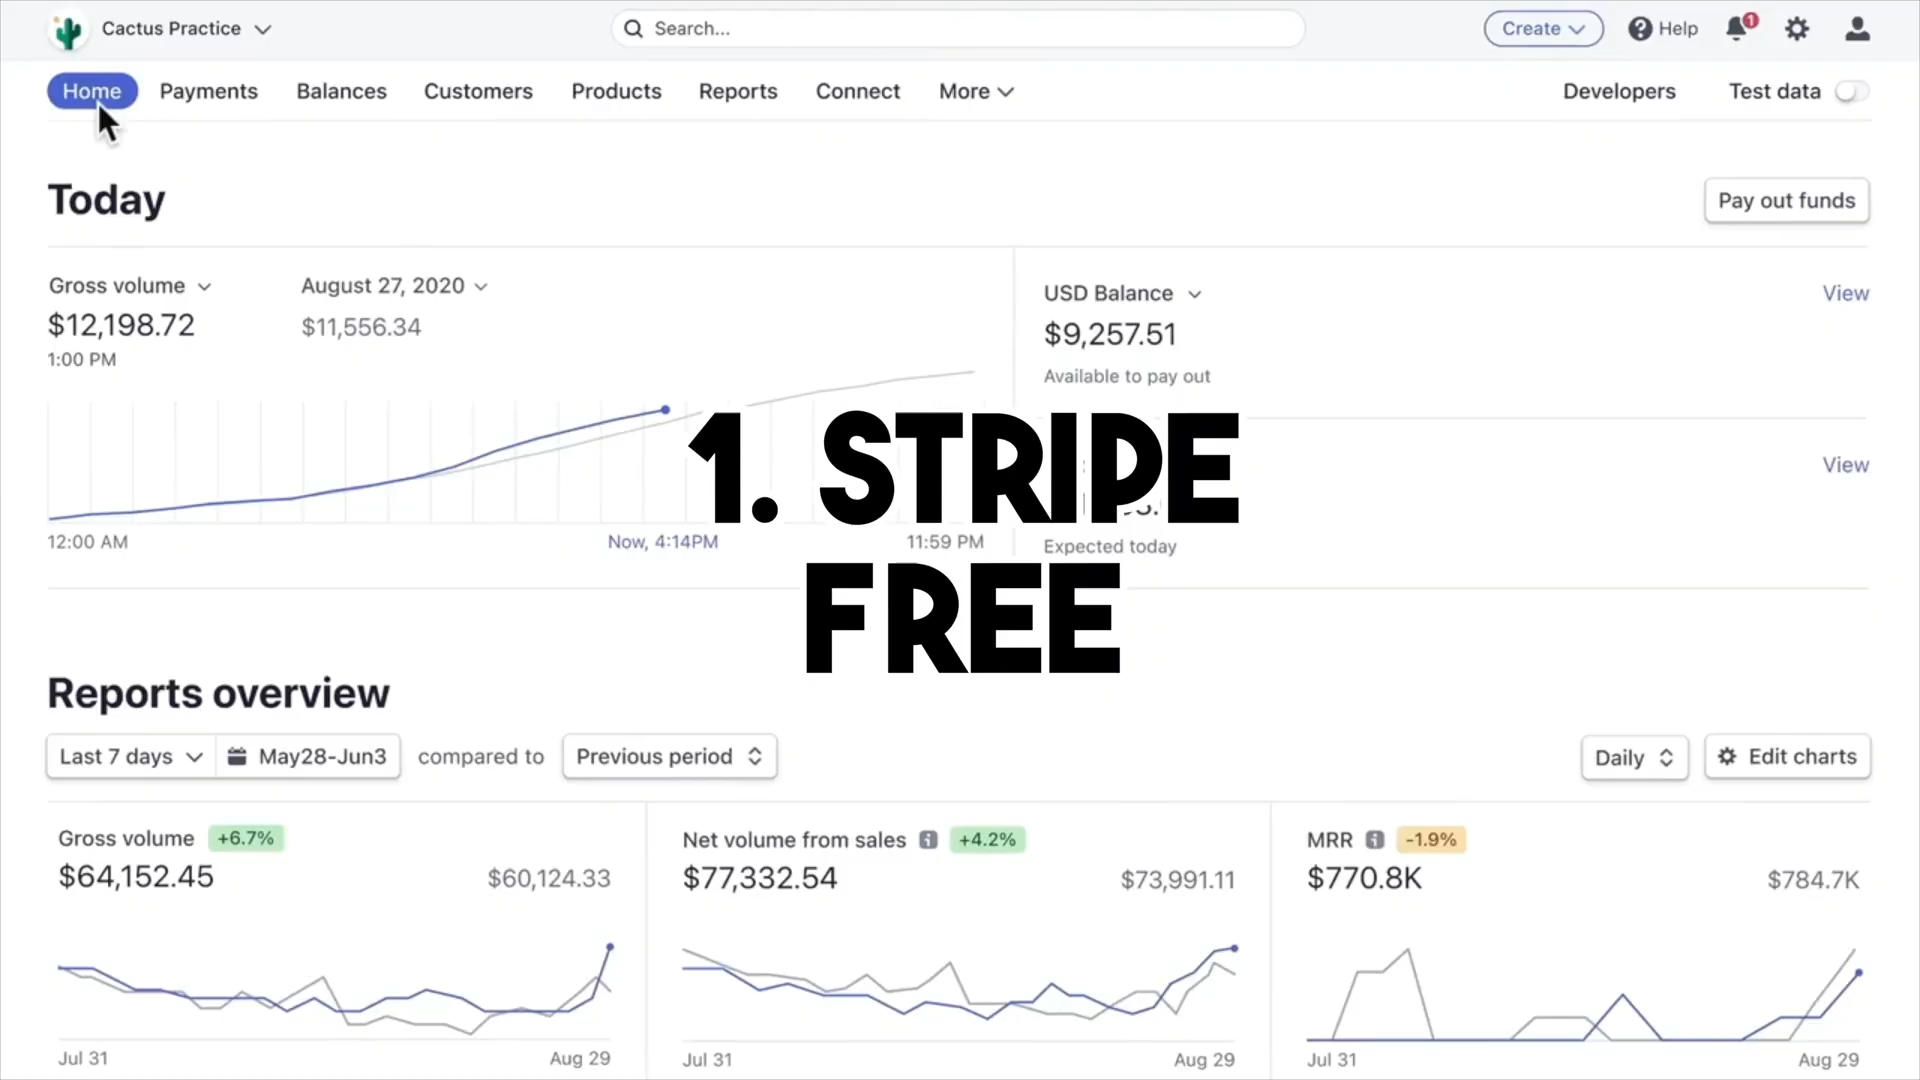 Cactus Practice
Search...
Create
Help
1
Home
Payments
Balances
Customers
Products
Reports
Connect
More
Developers
Test data
Today
Pay out funds
Gross volume
August 27, 2020
$12,198.72
$11,556.34
1:00 PM
USD Balance
View
$9,257.51
Available to pay out
View
Expected today
12:00 AM
Now, 4:14PM
11:59 PM
1. STRIPE
FREE
Reports overview
Last 7 days
May28-Jun3
compared to
Previous period
Daily
Edit charts
Gross volume +6.7%
$64,152.45
$60,124.33
Jul 31
Aug 29
Net volume from sales +4.2%
$77,332.54
$73,991.11
Jul 31
Aug 29
MRR -1.9%
$770.8K
$784.7K
Jul 31
Aug 29